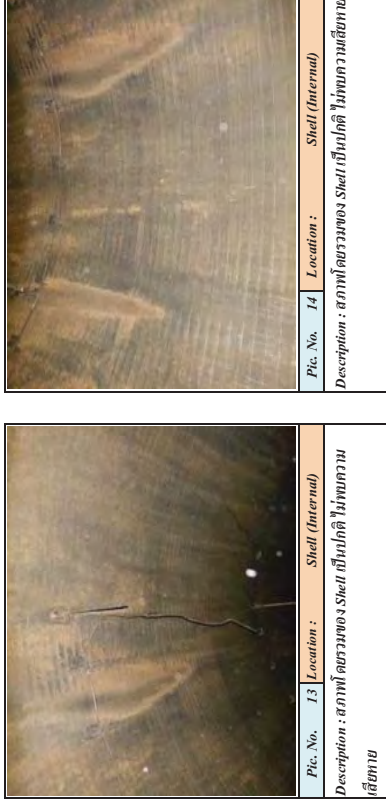 Pic. No. 13 Location : Shell (Internal)
Description : สภาพโดยรวมของ Shell เป็นปกติ ไม่พบความ
เสียหาย
Pic. No. 14 Location : Shell (Internal)
Description : สภาพโดยรวมของ Shell เป็นปกติ ไม่พบความเสียหาย